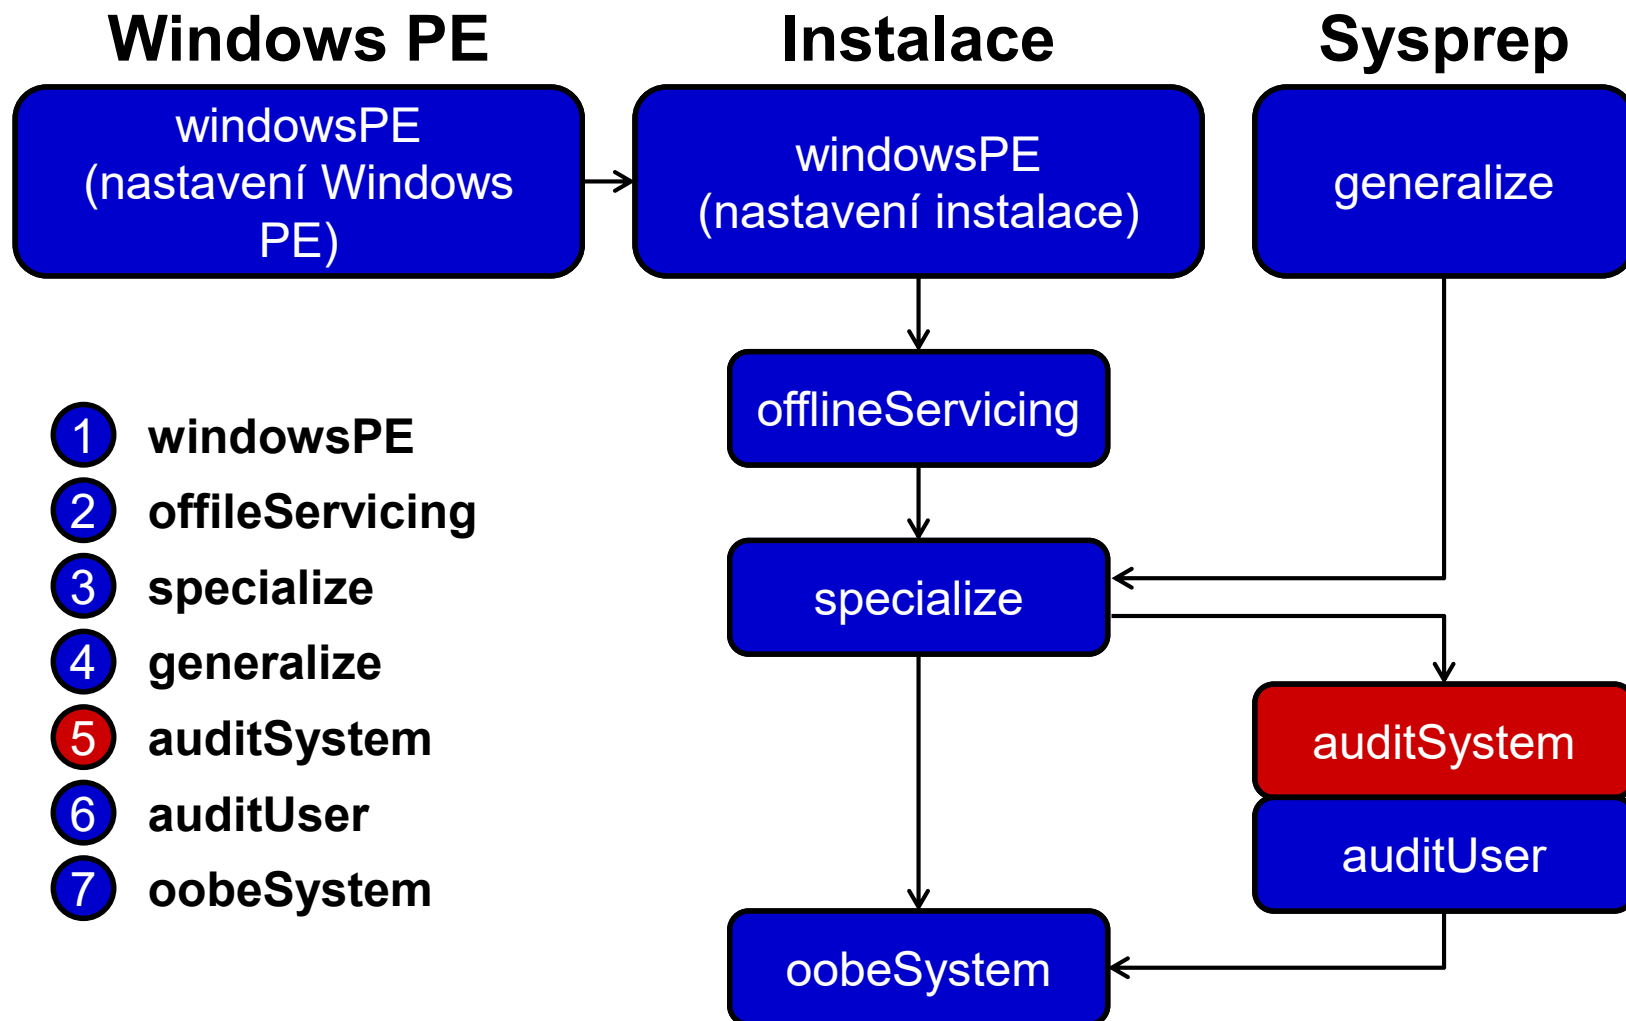 Windows PE
Instalace
Sysprep
windowsPE
(nastavení Windows
PE)
windowsPE
(nastavení instalace)
generalize
offlineServicing
1 windowsPE
2 offileServicing
3 specialize
4 generalize
5 auditSystem
6 auditUser
7 oobeSystem
specialize
auditSystem
auditUser
oobeSystem